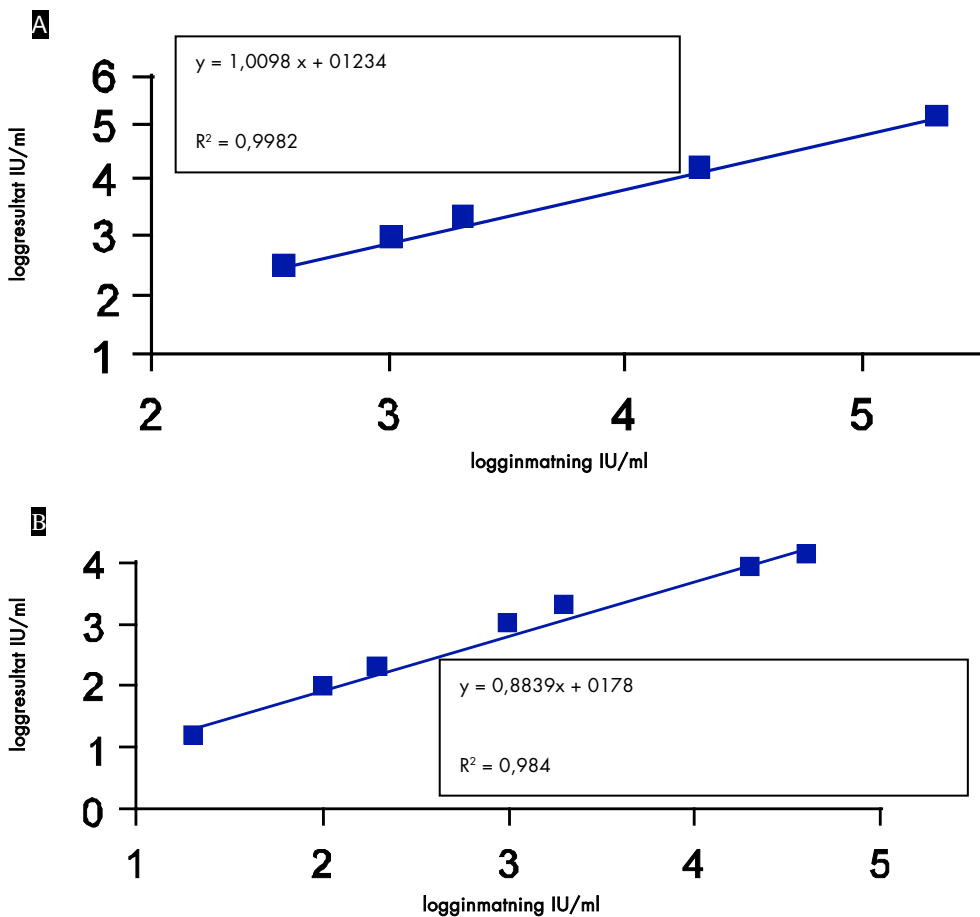 A
y = 1,0098 x + 01234
R² = 0,9982
loggresultat IU/ml
6
5
4
3
2
1
2 3 4 5
logginmatning IU/ml
B
loggresultat IU/ml
4
3
2
1
0
y = 0,8839x + 0178
R² = 0,984
1 2 3 4 5
logginmatning IU/ml